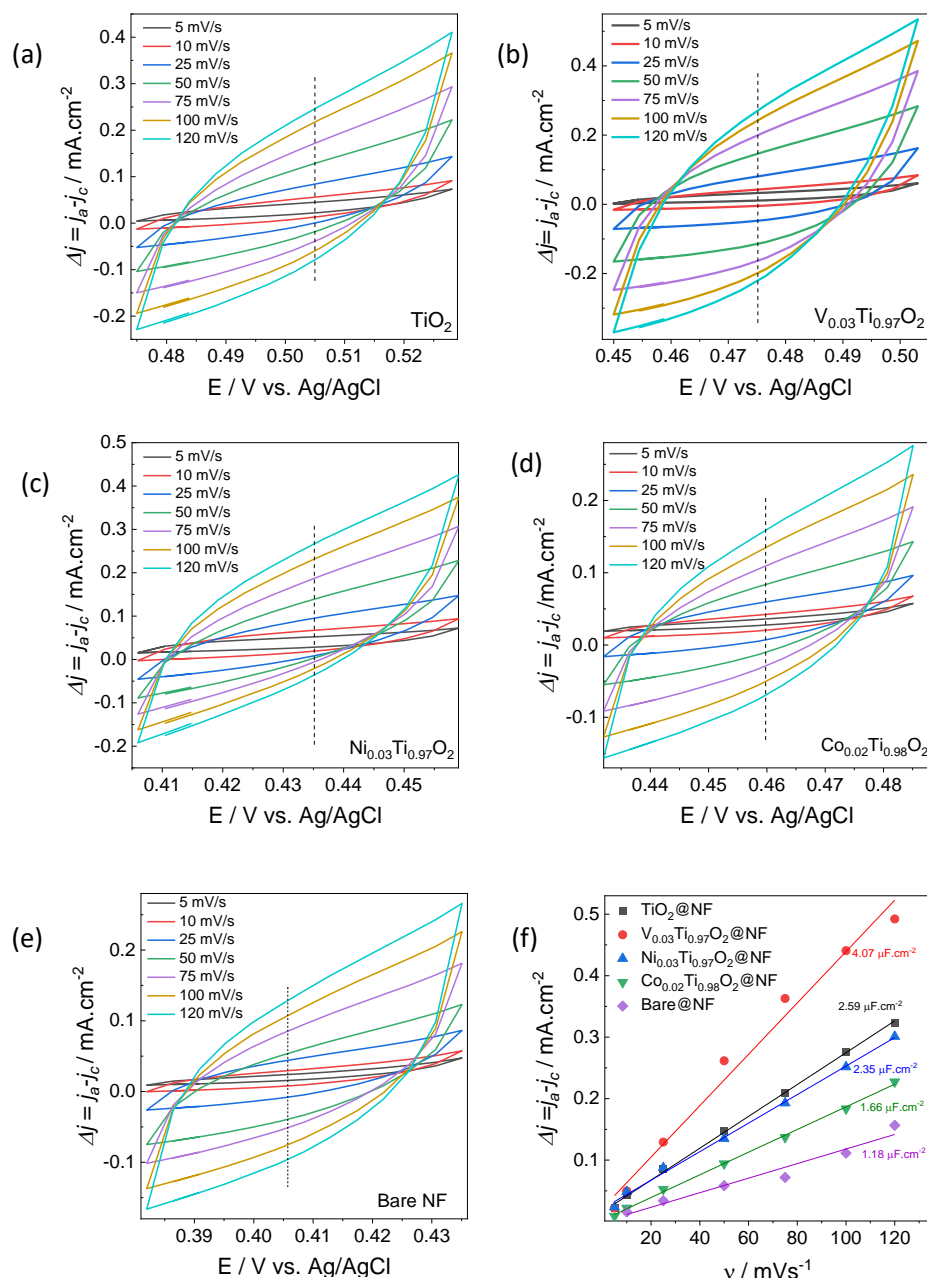 (a)
5 mV/s
10 mV/s
25 mV/s
50 mV/s
75 mV/s
100 mV/s
120 mV/s
0.4
0.3
0.2
0.1
0.0
-0.1
-0.2
Δj = j_a-j_c / mA.cm⁻²
TiO₂
0.48 0.49 0.50 0.51 0.52
E / V vs. Ag/AgCl
(b)
5 mV/s
10 mV/s
25 mV/s
50 mV/s
75 mV/s
100 mV/s
120 mV/s
0.4
0.2
0.0
-0.2
Δj= j_a-j_c / mA.cm⁻²
V₀.₀₃Ti₀.₉₇O₂
0.45 0.46 0.47 0.48 0.49 0.50
E / V vs. Ag/AgCl
(c)
5 mV/s
10 mV/s
25 mV/s
50 mV/s
75 mV/s
100 mV/s
120 mV/s
0.5
0.4
0.3
0.2
0.1
0.0
-0.1
-0.2
Δj = j_a-j_c / mA.cm⁻²
Ni₀.₀₃Ti₀.₉₇O₂
0.41 0.42 0.43 0.44 0.45
E / V vs. Ag/AgCl
(d)
5 mV/s
10 mV/s
25 mV/s
50 mV/s
75 mV/s
100 mV/s
120 mV/s
0.2
0.1
0.0
-0.1
Δj = j_a-j_c /mA.cm⁻²
Co₀.₀₂Ti₀.₉₈O₂
0.44 0.45 0.46 0.47 0.48
E / V vs. Ag/AgCl
(e)
5 mV/s
10 mV/s
25 mV/s
50 mV/s
75 mV/s
100 mV/s
120 mV/s
0.2
0.1
0.0
-0.1
Δj = j_a-j_c / mA.cm⁻²
Bare NF
0.39 0.40 0.41 0.42 0.43
E / V vs. Ag/AgCl
(f)
TiO₂@NF
V₀.₀₃Ti₀.₉₇O₂@NF
Ni₀.₀₃Ti₀.₉₇O₂@NF
Co₀.₀₂Ti₀.₉₈O₂@NF
Bare@NF
4.07 μF.cm⁻²
2.59 μF.cm⁻²
2.35 μF.cm⁻²
1.66 μF.cm⁻²
1.18 μF.cm⁻²
0.5
0.4
0.3
0.2
0.1
0.0
Δj =j_a-j_c / mA.cm⁻²
20 40 60 80 100 120
ν / mVs⁻¹